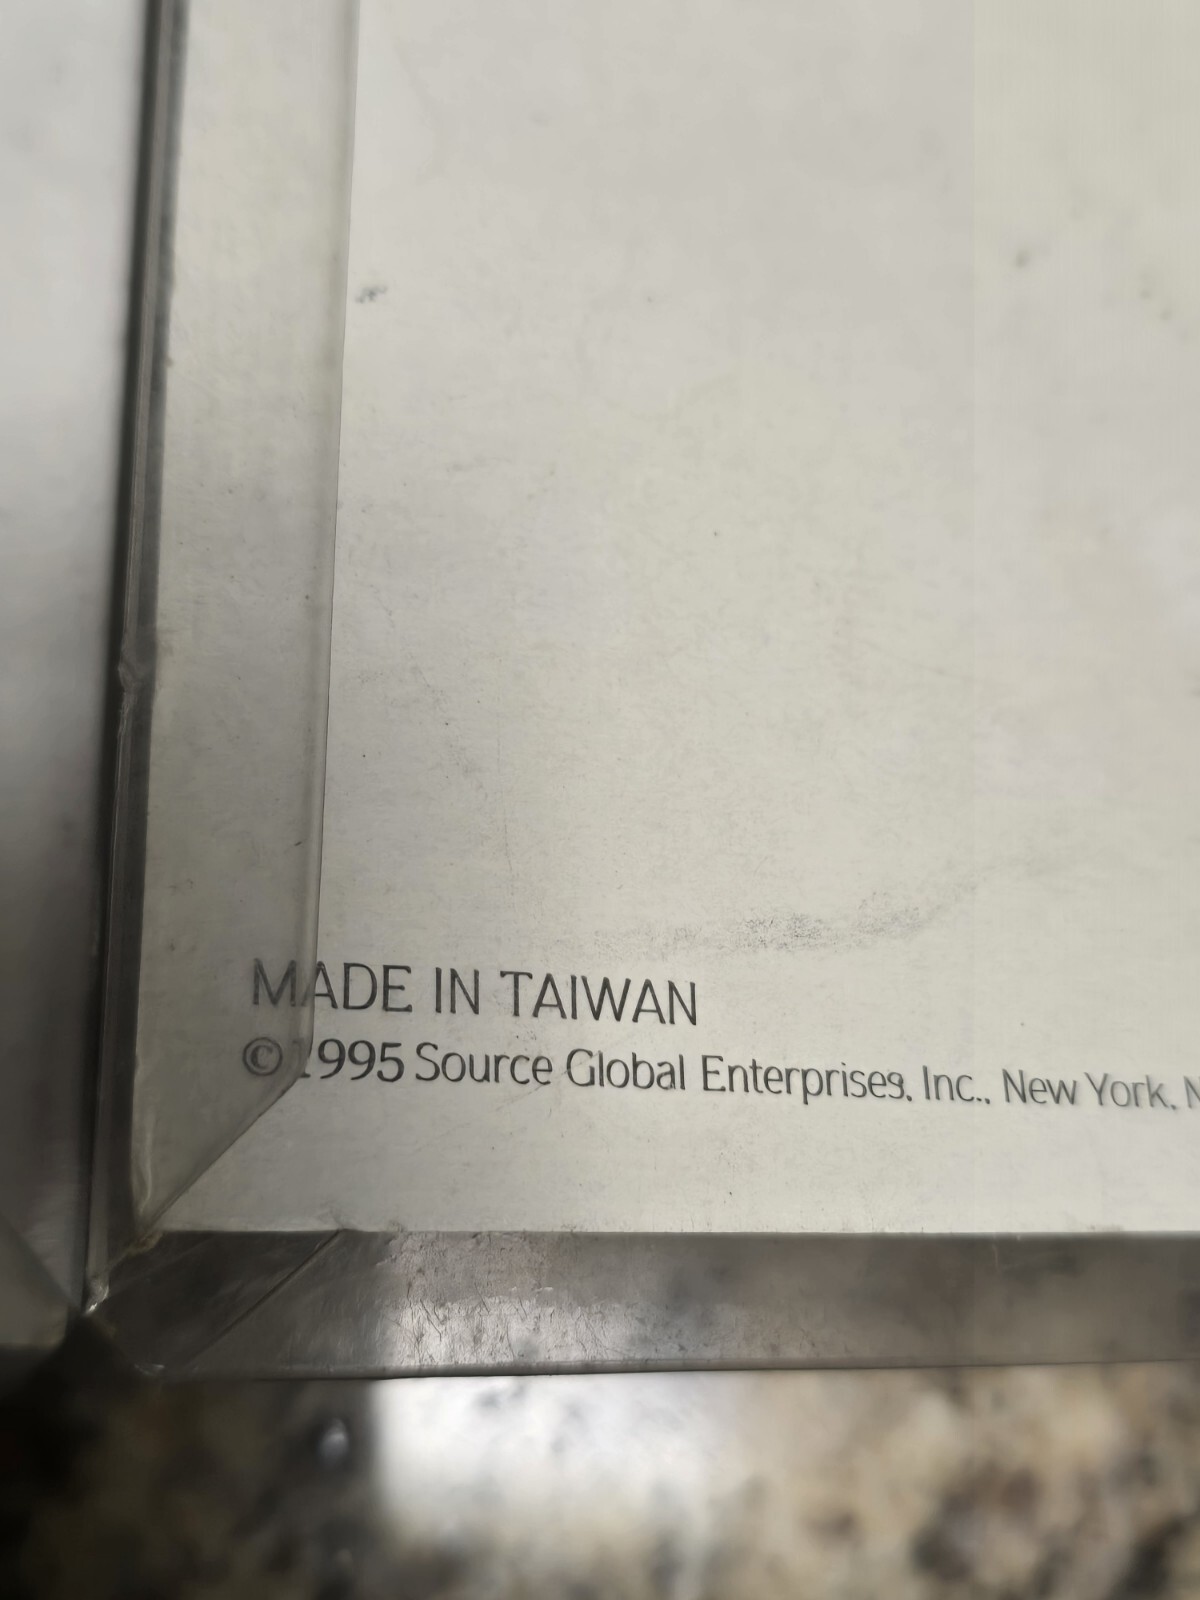 MADE IN TAIWAN
©1995 Source Global Enterprises, Inc., New York, N